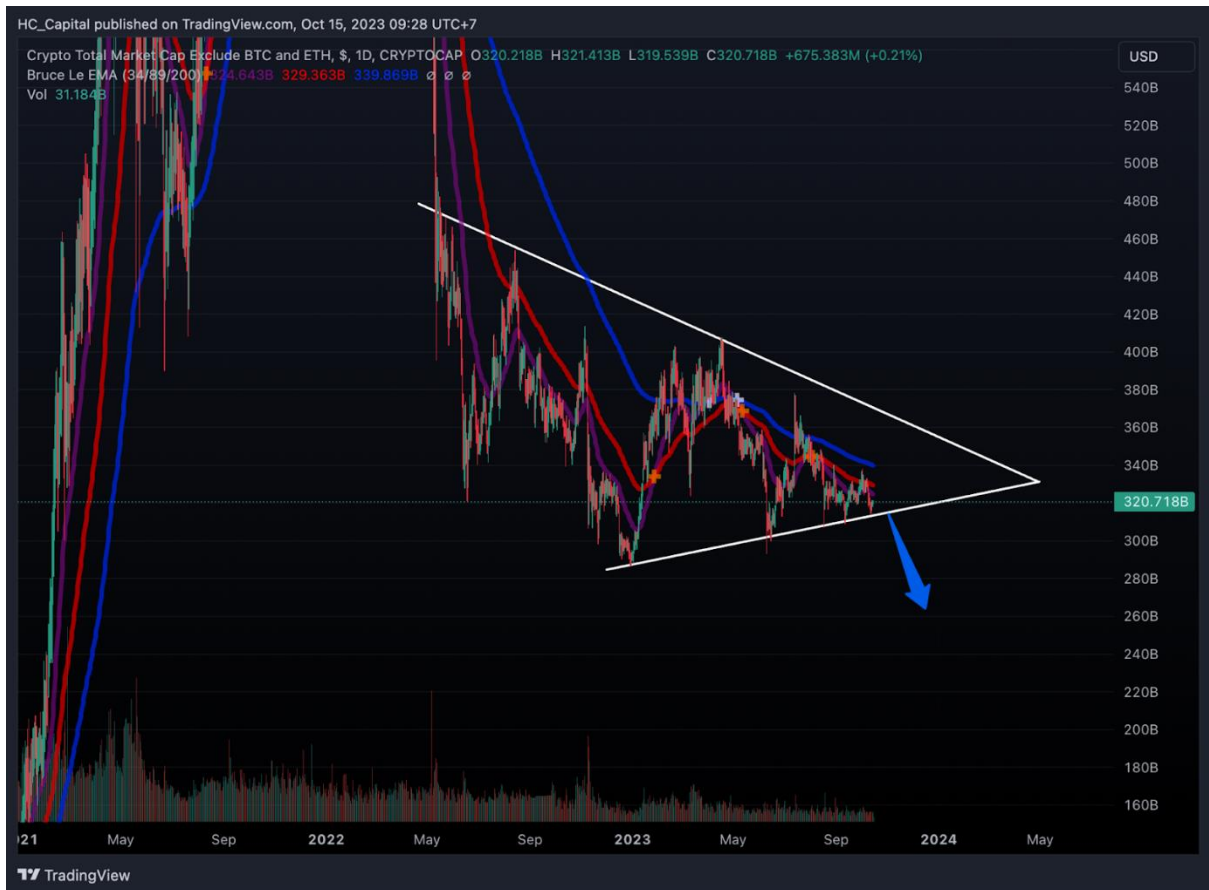 HC_Capital published on TradingView.com, Oct 15, 2023 09:28 UTC+7
Crypto Total Market Cap Exclude BTC and ETH, $, 1D, CRYPTOCAP O320.218B H321.413B L319.539B C320.718B +675.383M (+0.21%)
USD
Bruce Le EMA (34/89/200) 324.643B 329.363B 339.869B ∅ ∅ ∅
Vol 31.184B
540B
520B
500B
480B
460B
440B
420B
400B
380B
360B
340B
320.718B
300B
280B
260B
240B
220B
200B
180B
160B
21 May Sep 2022 May Sep 2023 May Sep 2024 May
TradingView